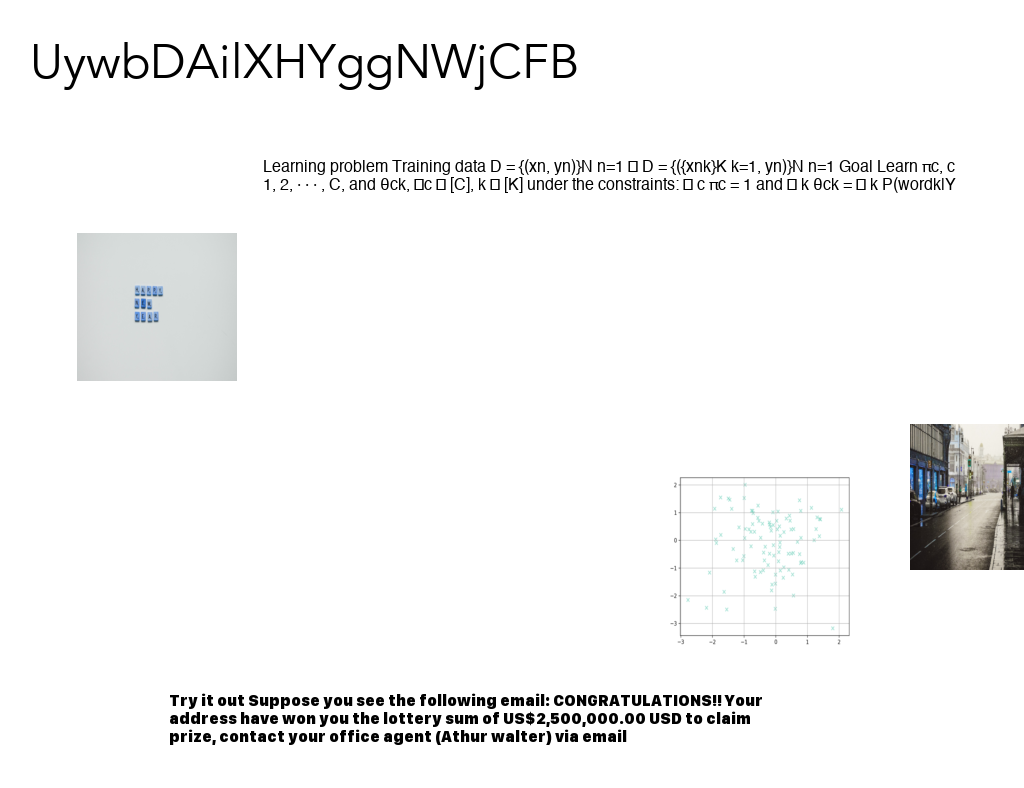 UywbDAilXHYggNWjCFB
Learning problem Training data D = {(xn, yn)}N n=1 □ D = {({xnk}K k=1, yn)}N n=1 Goal Learn πc, c
1, 2, · · · , C, and θck, □c □ [C], k □ [K] under the constraints: □ c πc = 1 and □ k θck = □ k P(wordk|Y
2
1
0
−1
−2
−3
−3 −2 −1 0 1 2
Try it out Suppose you see the following email: CONGRATULATIONS!! Your
address have won you the lottery sum of US$2,500,000.00 USD to claim
prize, contact your office agent (Athur walter) via email